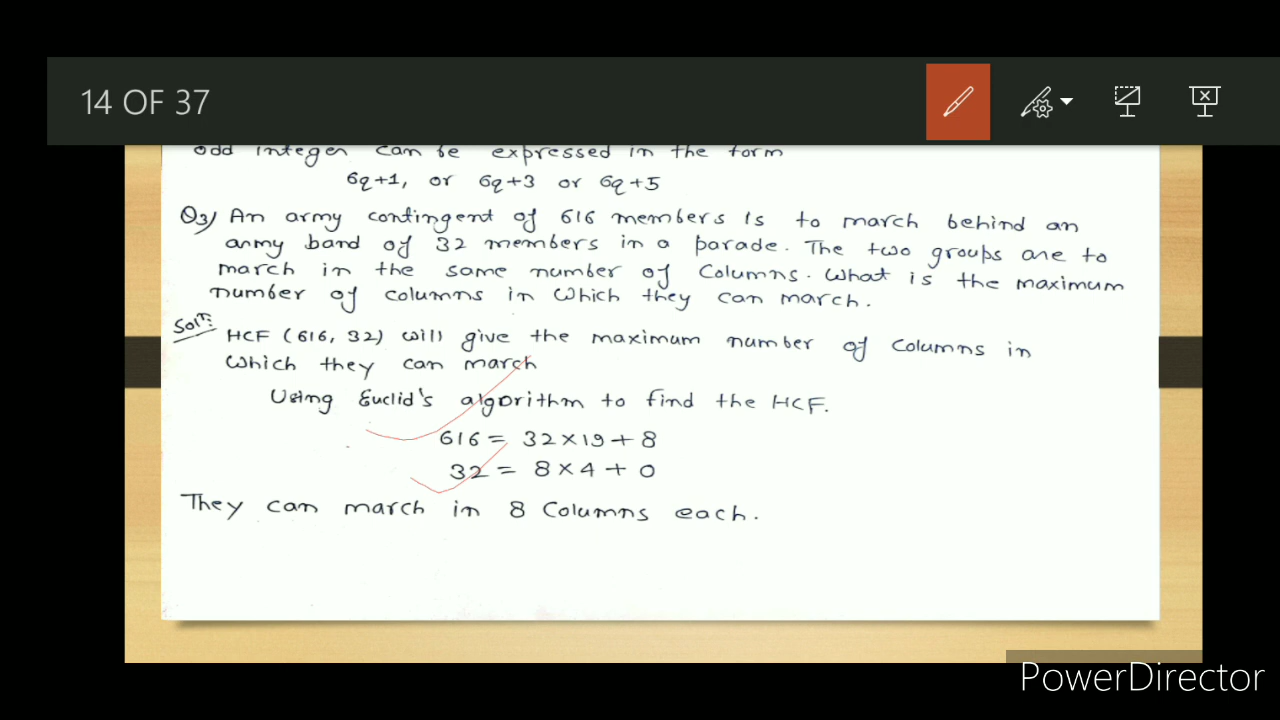 14 OF 37
odd integer can be expressed in the form
6q+1, or 6q+3 or 6q+5
Q3) An army contingent of 616 members is to march behind an
army band of 32 members in a parade. The two groups are to
march in the same number of columns. What is the maximum
number of columns in which they can march.
Soln:
HCF (616, 32) will give the maximum number of columns in
which they can march
Using Euclid's algorithm to find the HCF.
616 = 32×19+8
32 = 8×4+0
They can march in 8 columns each.
PowerDirector